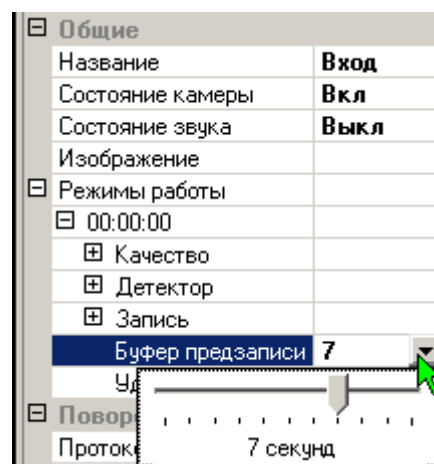 Общие
Название Вход
Состояние камеры Вкл
Состояние звука Выкл
Изображение
Режимы работы
00:00:00
Качество
Детектор
Запись
Буфер предзаписи 7
7 секунд